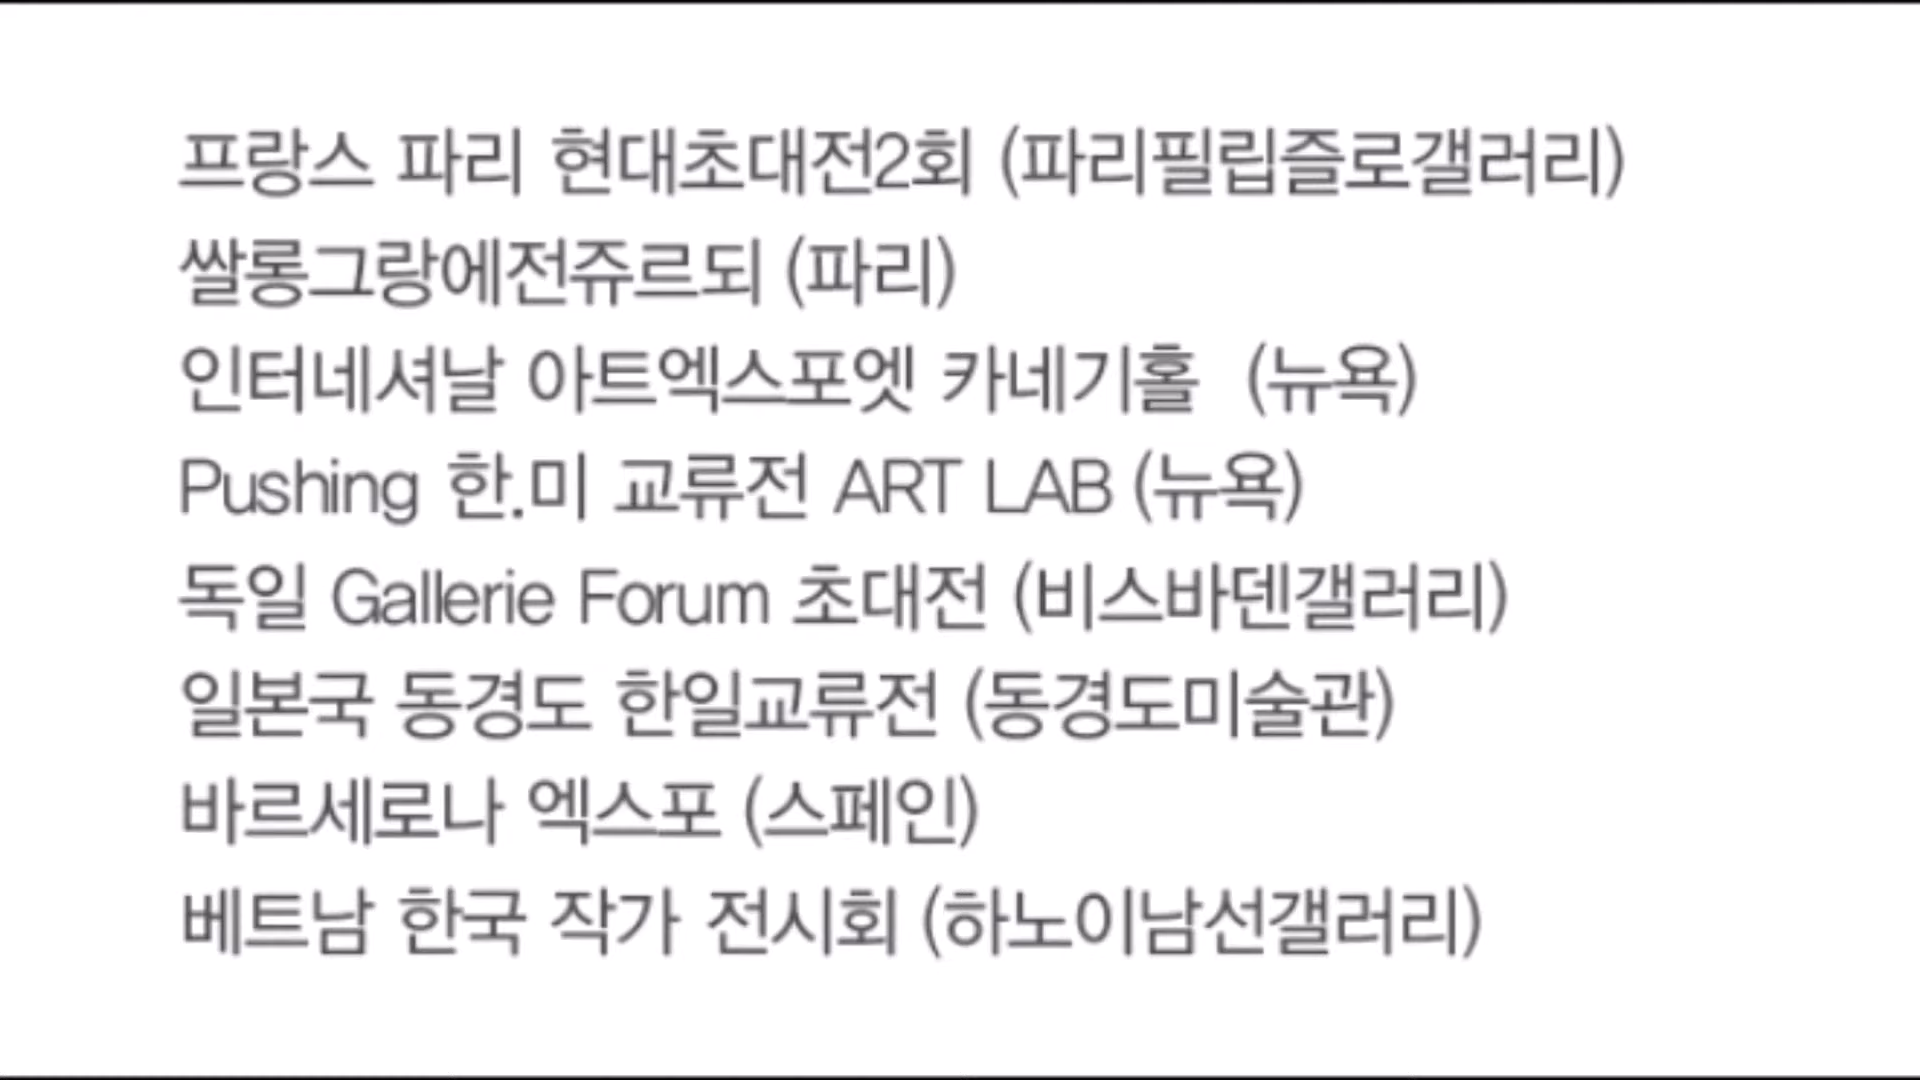 프랑스 파리 현대초대전2회 (파리필립즐로갤러리)
쌀롱그랑에전쥬르되 (파리)
인터네셔날 아트엑스포엣 카네기홀 (뉴욕)
Pushing 한.미 교류전 ART LAB (뉴욕)
독일 Gallerie Forum 초대전 (비스바덴갤러리)
일본국 동경도 한일교류전 (동경도미술관)
바르세로나 엑스포 (스페인)
베트남 한국 작가 전시회 (하노이남선갤러리)